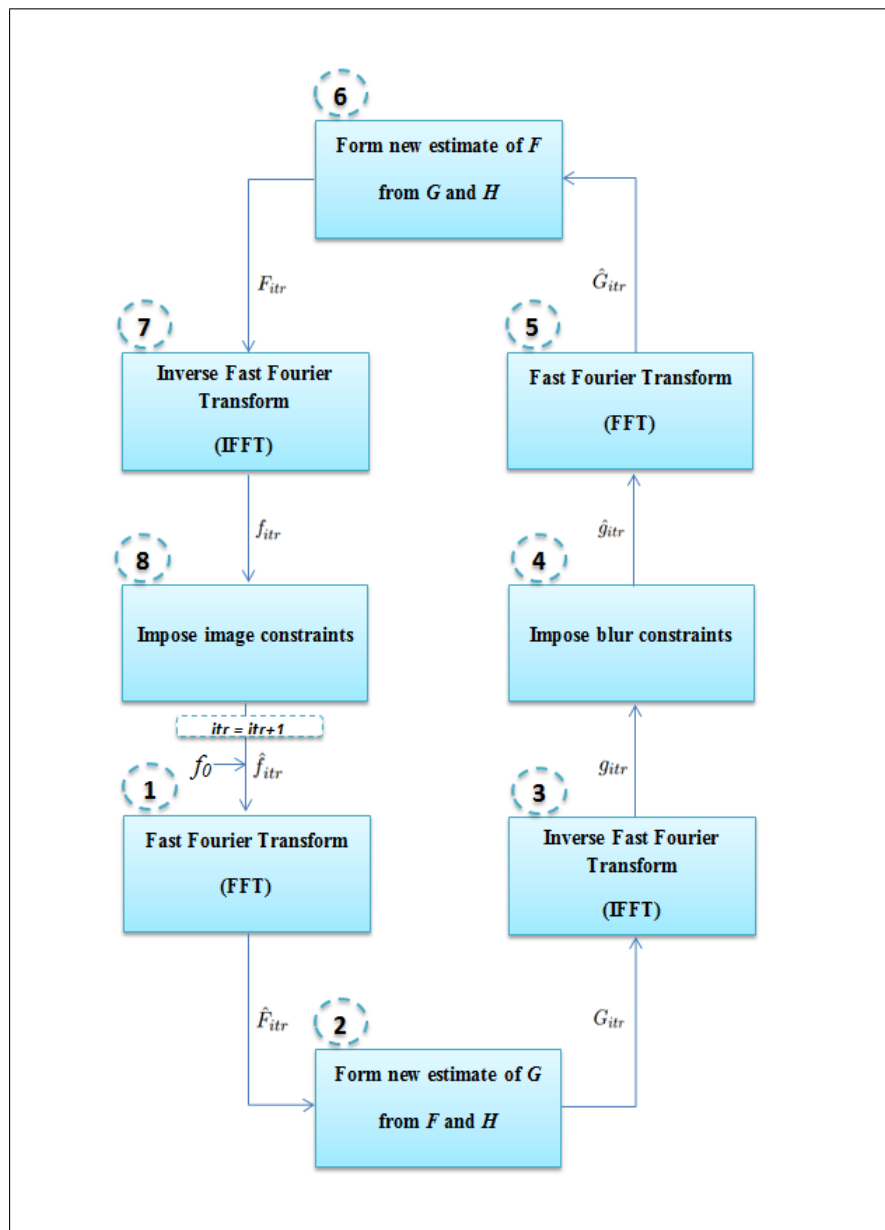 6
Form new estimate of F
from G and H
F_itr
Ĝ_itr
7
5
Inverse Fast Fourier
Transform
(IFFT)
Fast Fourier Transform
(FFT)
f_itr
ĝ_itr
8
4
Impose image constraints
Impose blur constraints
itr = itr+1
f_0
f̂_itr
g_itr
1
3
Fast Fourier Transform
(FFT)
Inverse Fast Fourier
Transform
(IFFT)
F̂_itr
G_itr
2
Form new estimate of G
from F and H